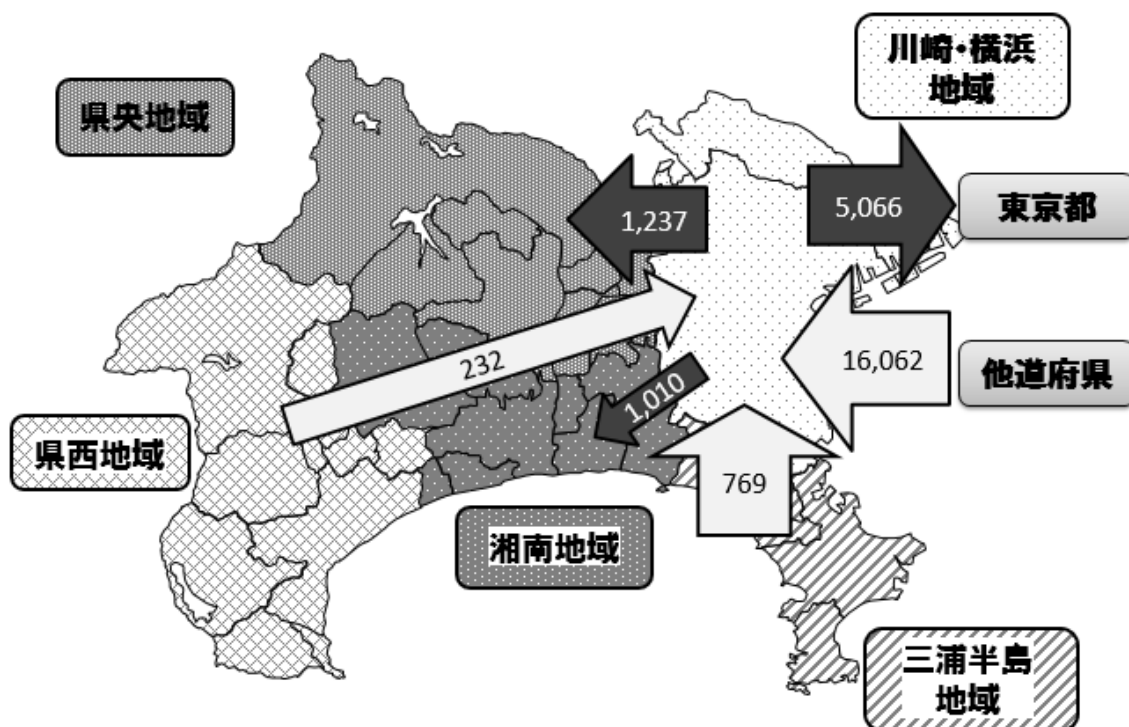 川崎・横浜
地域
県央地域
1,237
5,066
東京都
232
16,062
他道府県
1,010
県西地域
769
湘南地域
三浦半島
地域